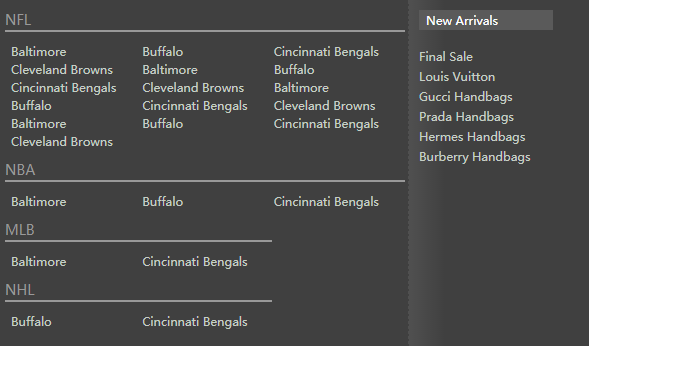 NFL
Baltimore Buffalo Cincinnati Bengals
Cleveland Browns Baltimore Buffalo
Cincinnati Bengals Cleveland Browns Baltimore
Buffalo Cincinnati Bengals Cleveland Browns
Baltimore Buffalo Cincinnati Bengals
Cleveland Browns
NBA
Baltimore Buffalo Cincinnati Bengals
MLB
Baltimore Cincinnati Bengals
NHL
Buffalo Cincinnati Bengals
New Arrivals
Final Sale
Louis Vuitton
Gucci Handbags
Prada Handbags
Hermes Handbags
Burberry Handbags